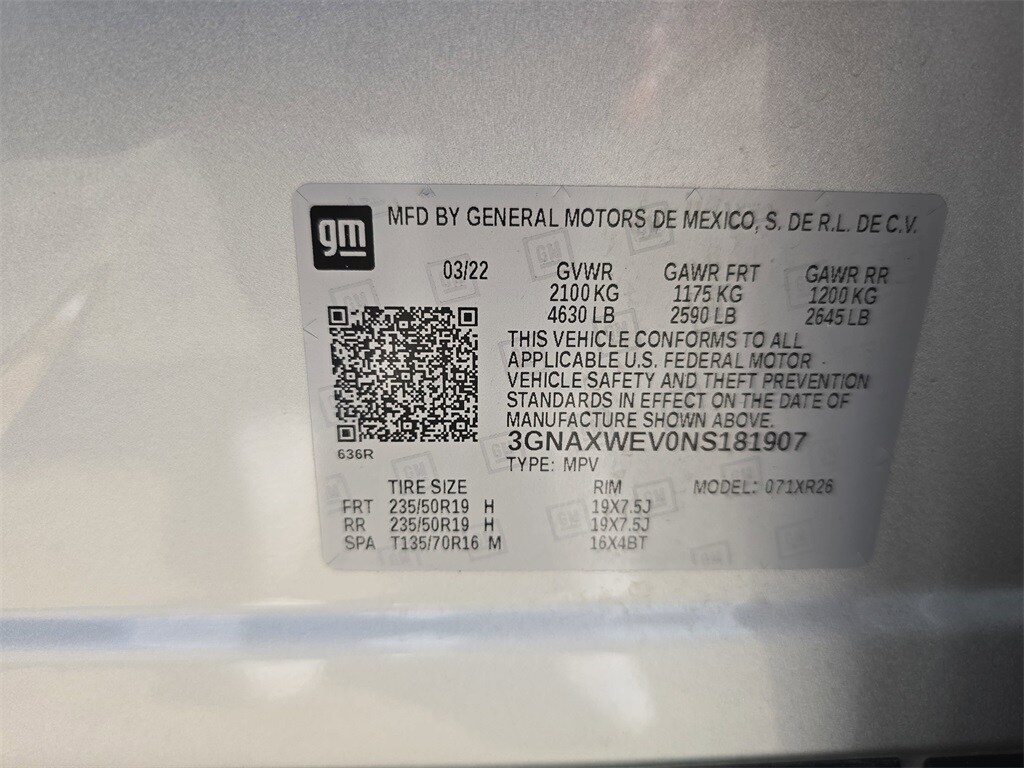 gm
MFD BY GENERAL MOTORS DE MEXICO, S. DE R.L. DE C.V.
03/22 GVWR GAWR FRT GAWR RR
2100 KG 1175 KG 1200 KG
4630 LB 2590 LB 2645 LB
THIS VEHICLE CONFORMS TO ALL
APPLICABLE U.S. FEDERAL MOTOR
VEHICLE SAFETY AND THEFT PREVENTION
STANDARDS IN EFFECT ON THE DATE OF
MANUFACTURE SHOWN ABOVE.
3GNAXWEV0NS181907
636R
TYPE: MPV
TIRE SIZE RIM MODEL: 071XR26
FRT 235/50R19 H 19X7.5J
RR 235/50R19 H 19X7.5J
SPA T135/70R16 M 16X4BT